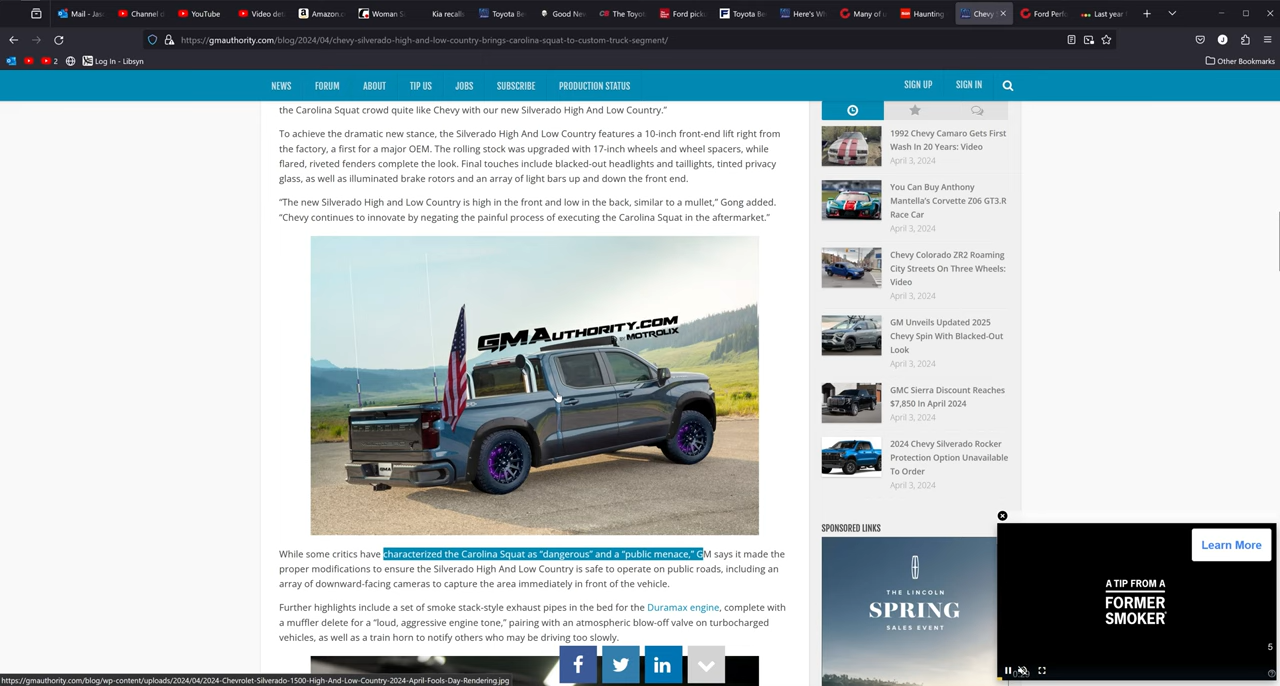 Mail - Jas
Channel d
YouTube
Video det
Amazon.c
Woman S
Kia recall
Toyota Be
Good New
The Toyot
Ford pick
Toyota Be
Here's Wh
Many of u
Haunting
Chevy S
Ford Perf
Last year
https://gmauthority.com/blog/2024/04/chevy-silverado-high-and-low-country-brings-carolina-squat-to-custom-truck-segment/
2
Log In - Libsyn
Other Bookmarks
NEWS
FORUM
ABOUT
TIP US
JOBS
SUBSCRIBE
PRODUCTION STATUS
SIGN UP
SIGN IN
the Carolina Squat crowd quite like Chevy with our new Silverado High And Low Country.”
To achieve the dramatic new stance, the Silverado High And Low Country features a 10-inch front-end lift right from
the factory, a first for a major OEM. The rolling stock was upgraded with 17-inch wheels and wheel spacers, while
flared, riveted fenders complete the look. Final touches include blacked-out headlights and taillights, tinted privacy
glass, as well as illuminated brake rotors and an array of light bars up and down the front end.
“The new Silverado High and Low Country is high in the front and low in the back, similar to a mullet,” Gong added.
“Chevy continues to innovate by negating the painful process of executing the Carolina Squat in the aftermarket.”
GMAUTHORITY.COM
BY MOTROLIX
While some critics have characterized the Carolina Squat as “dangerous” and a “public menace,” GM says it made the
proper modifications to ensure the Silverado High And Low Country is safe to operate on public roads, including an
array of downward-facing cameras to capture the area immediately in front of the vehicle.
Further highlights include a set of smoke stack-style exhaust pipes in the bed for the Duramax engine, complete with
a muffler delete for a “loud, aggressive engine tone,” pairing with an atmospheric blow-off valve on turbocharged
vehicles, as well as a train horn to notify others who may be driving too slowly.
1992 Chevy Camaro Gets First
Wash In 20 Years: Video
April 3, 2024
You Can Buy Anthony
Mantella’s Corvette Z06 GT3.R
Race Car
April 3, 2024
Chevy Colorado ZR2 Roaming
City Streets On Three Wheels:
Video
April 3, 2024
GM Unveils Updated 2025
Chevy Spin With Blacked-Out
Look
April 3, 2024
GMC Sierra Discount Reaches
$7,850 In April 2024
April 3, 2024
2024 Chevy Silverado Rocker
Protection Option Unavailable
To Order
April 3, 2024
SPONSORED LINKS
THE LINCOLN
SPRING
SALES EVENT
Learn More
A TIP FROM A
FORMER
SMOKER
5
https://gmauthority.com/blog/wp-content/uploads/2024/04/2024-Chevrolet-Silverado-1500-High-And-Low-Country-2024-April-Fools-Day-Rendering.jpg